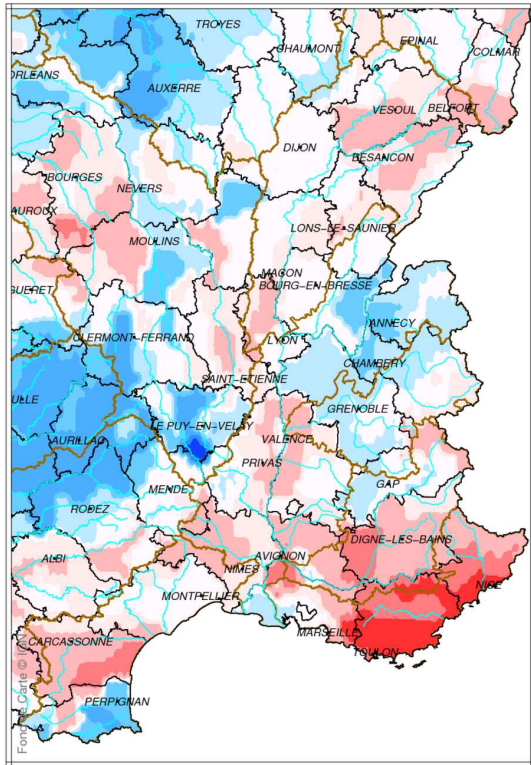 TROYES
EPINAL
CHAUMONT
COLMAR
ORLEANS
AUXERRE
VESOUL
BELFORT
DIJON
BESANCON
BOURGES
NEVERS
AUROUX
LONS-LE-SAUNIER
MOULINS
MACON
BOURG-EN-BRESSE
GUERET
ANNECY
CLERMONT-FERRAND
LYON
CHAMBERY
SAINT-ETIENNE
ULLE
GRENOBLE
LE PUY-EN-VELAY
VALENCE
AURILLAC
PRIVAS
GAP
MENDE
RODEZ
DIGNE-LES-BAINS
AVIGNON
ALBI
NIMES
NICE
MONTPELLIER
MARSEILLE
CARCASSONNE
TOULON
PERPIGNAN
Fond de Carte © IGN